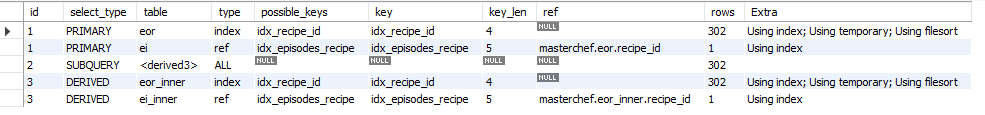 id select_type table type possible_keys key key_len ref rows Extra
1 PRIMARY eor index idx_recipe_id idx_recipe_id 4 NULL 302 Using index; Using temporary; Using filesort
1 PRIMARY ei ref idx_episodes_recipe idx_episodes_recipe 5 masterchef.eor.recipe_id 1 Using index
2 SUBQUERY <derived3> ALL NULL NULL NULL NULL 302
3 DERIVED eor_inner index idx_recipe_id idx_recipe_id 4 NULL 302 Using index; Using temporary; Using filesort
3 DERIVED ei_inner ref idx_episodes_recipe idx_episodes_recipe 5 masterchef.eor_inner.recipe_id 1 Using index